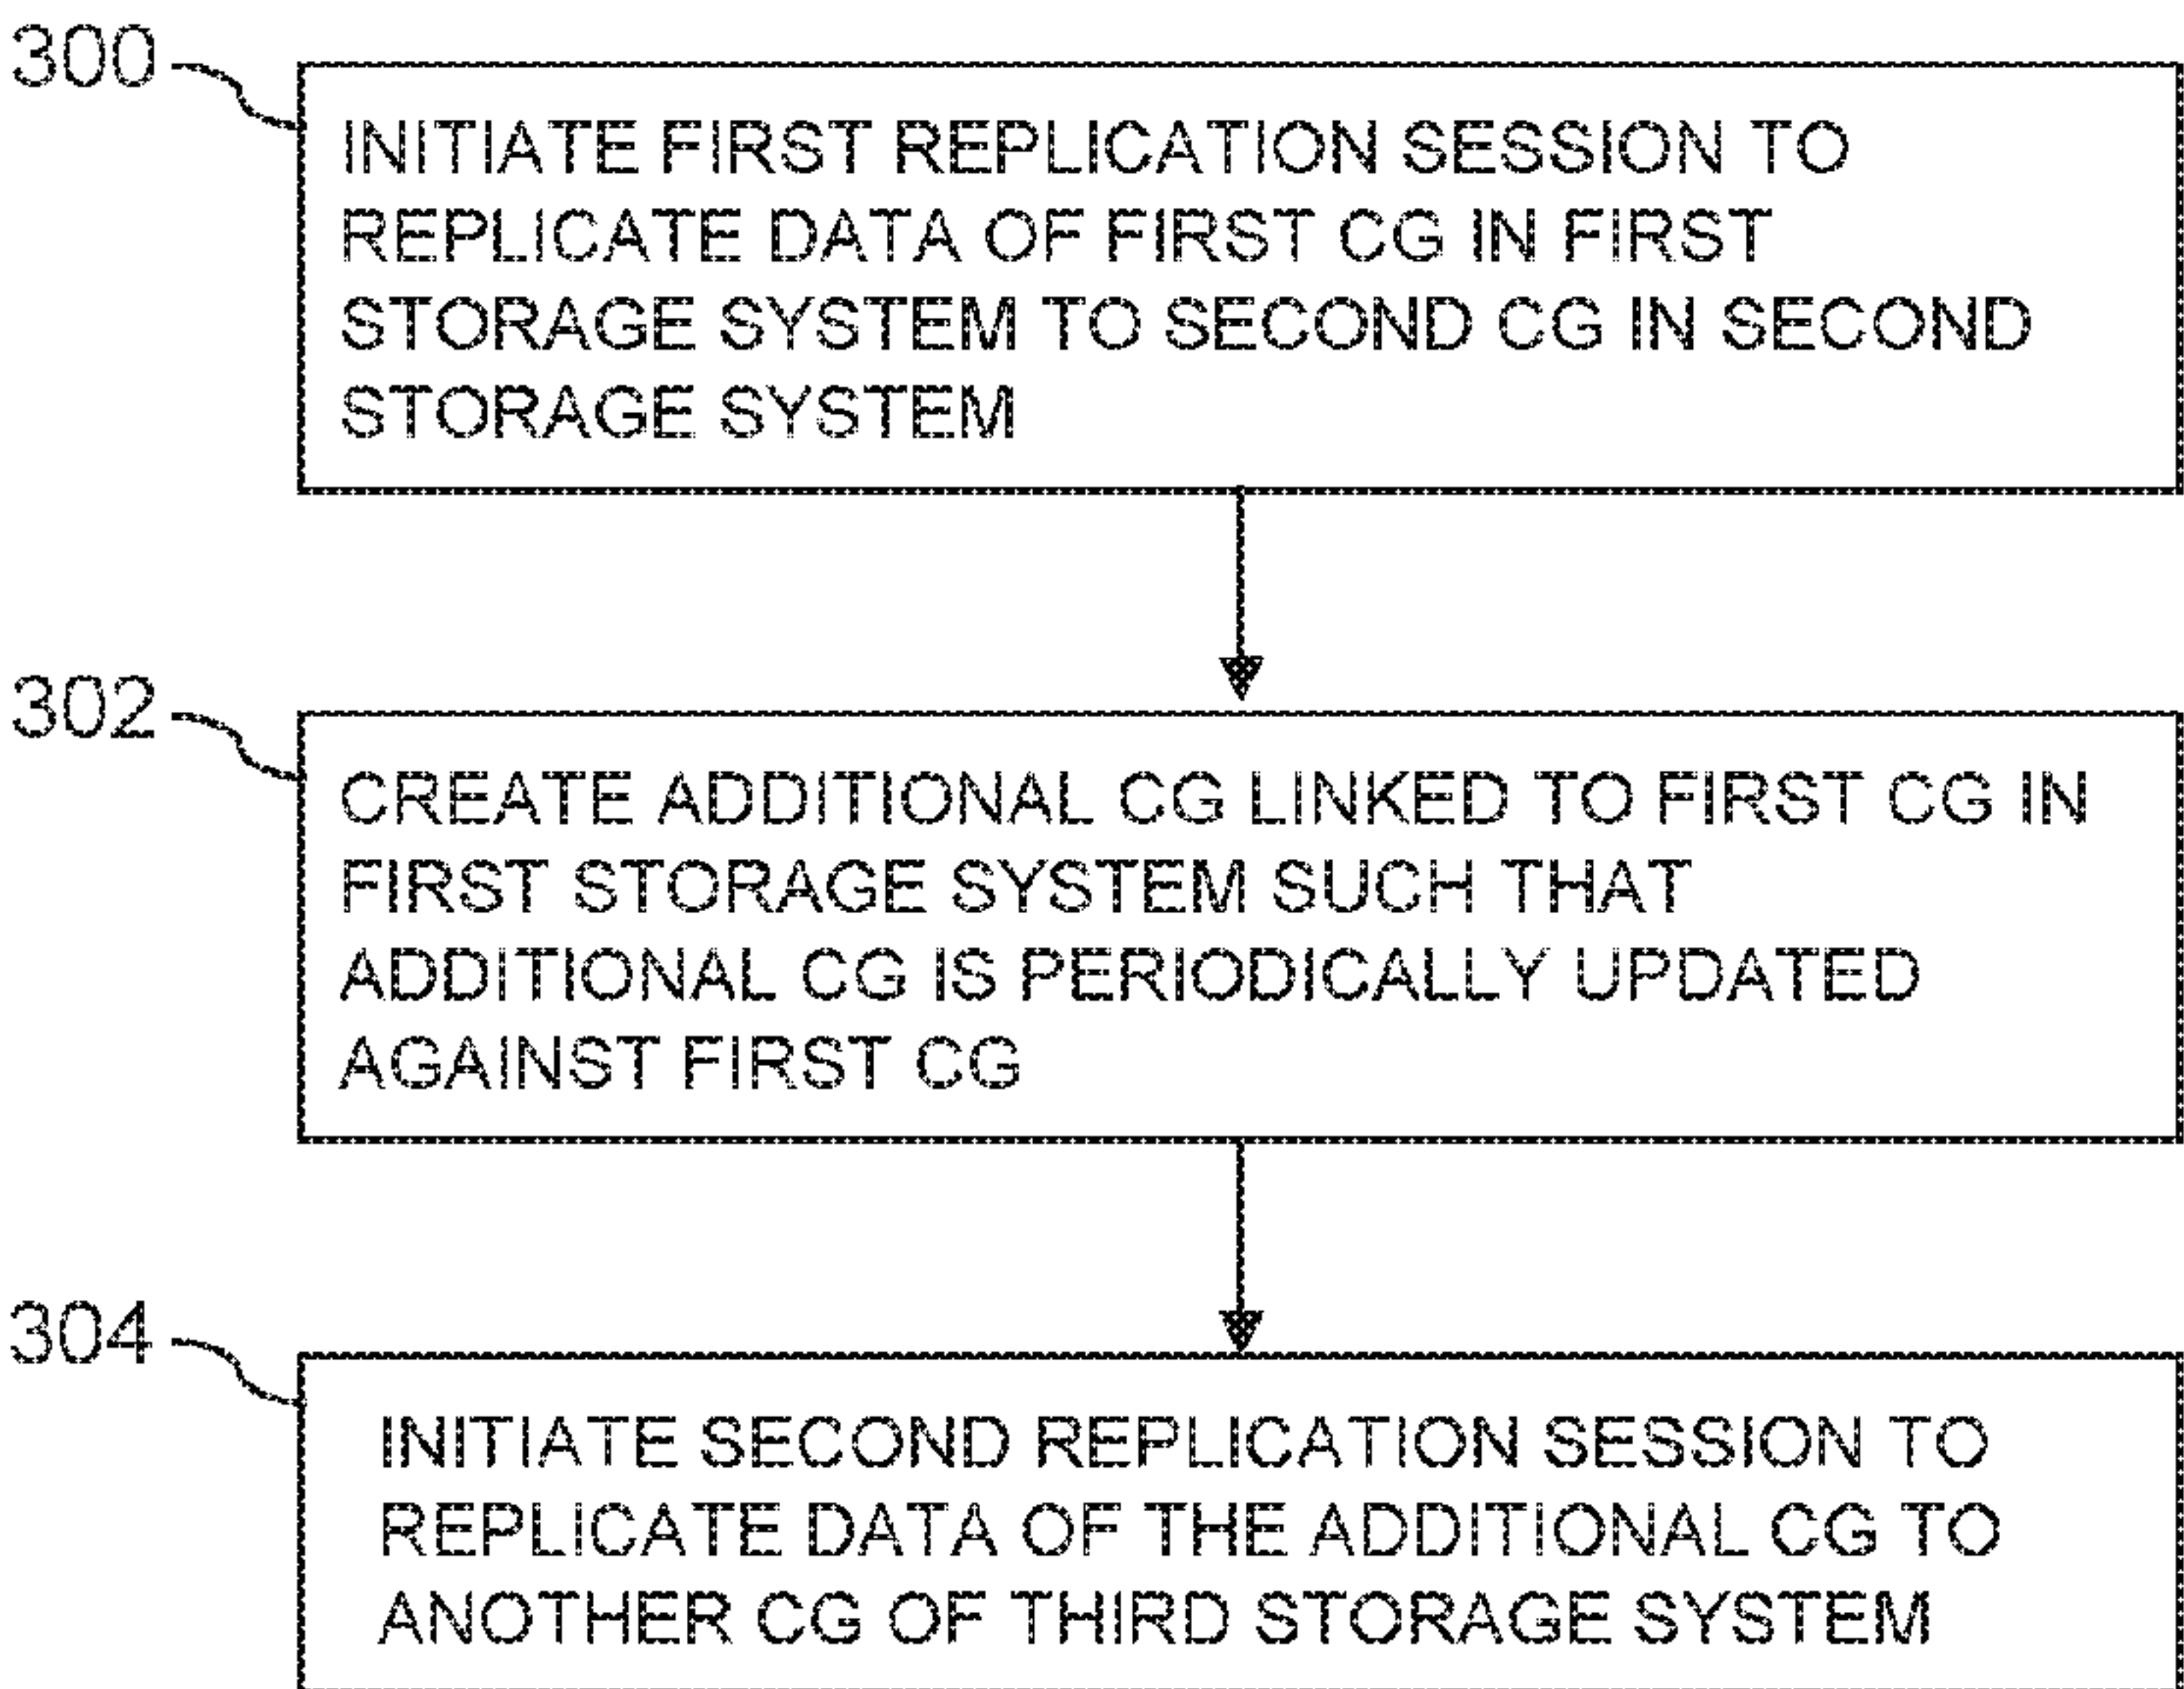 300
INITIATE FIRST REPLICATION SESSION TO
REPLICATE DATA OF FIRST CG IN FIRST
STORAGE SYSTEM TO SECOND CG IN SECOND
STORAGE SYSTEM
302
CREATE ADDITIONAL CG LINKED TO FIRST CG IN
FIRST STORAGE SYSTEM SUCH THAT
ADDITIONAL CG IS PERIODICALLY UPDATED
AGAINST FIRST CG
304
INITIATE SECOND REPLICATION SESSION TO
REPLICATE DATA OF THE ADDITIONAL CG TO
ANOTHER CG OF THIRD STORAGE SYSTEM